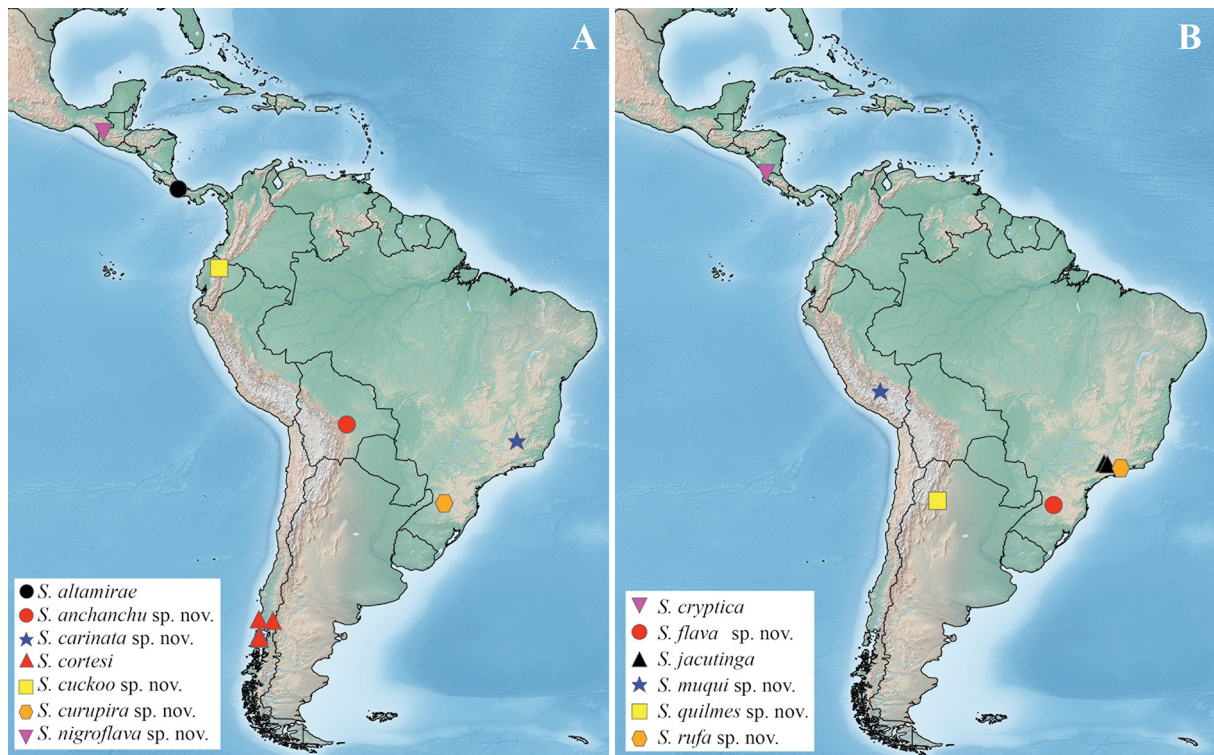 A
S. altamirae
S. anchanchu sp. nov.
S. carinata sp. nov.
S. cortesi
S. cuckoo sp. nov.
S. curupira sp. nov.
S. nigroflava sp. nov.
B
S. cryptica
S. flava sp. nov.
S. jacutinga
S. muqui sp. nov.
S. quilmes sp. nov.
S. rufa sp. nov.